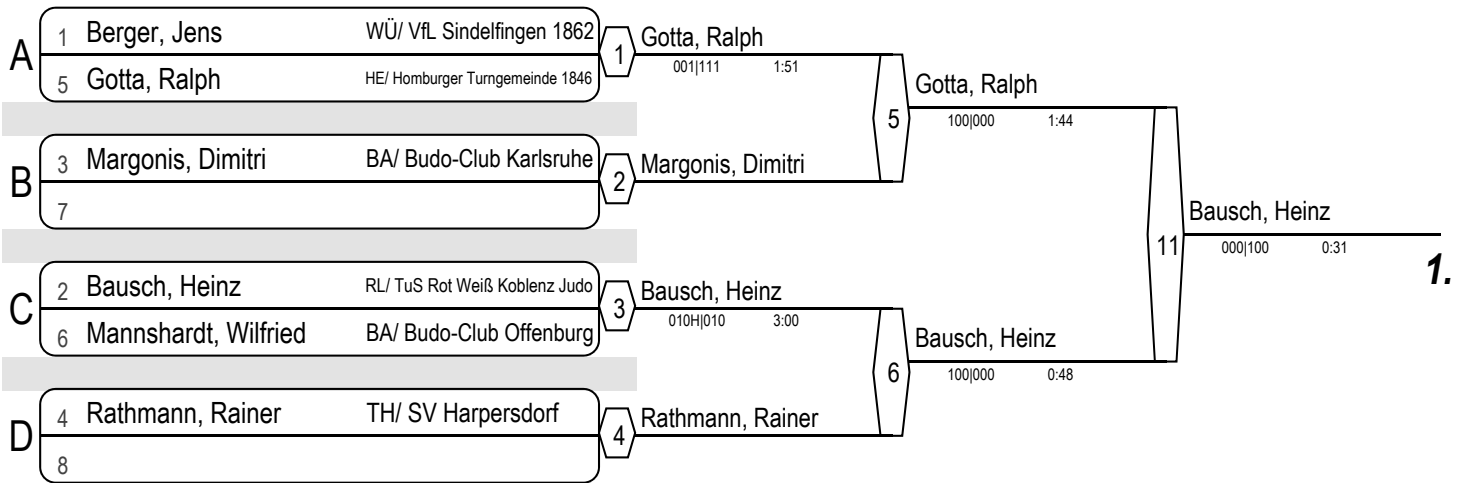 A
1 Berger, Jens WÜ/ VfL Sindelfingen 1862
5 Gotta, Ralph HE/ Homburger Turngemeinde 1846
1
Gotta, Ralph
001|111 1:51
B
3 Margonis, Dimitri BA/ Budo-Club Karlsruhe
7
2
Margonis, Dimitri
5
Gotta, Ralph
100|000 1:44
C
2 Bausch, Heinz RL/ TuS Rot Weiß Koblenz Judo
6 Mannshardt, Wilfried BA/ Budo-Club Offenburg
3
Bausch, Heinz
010H|010 3:00
D
4 Rathmann, Rainer TH/ SV Harpersdorf
8
4
Rathmann, Rainer
6
Bausch, Heinz
100|000 0:48
11
Bausch, Heinz
000|100 0:31
1.